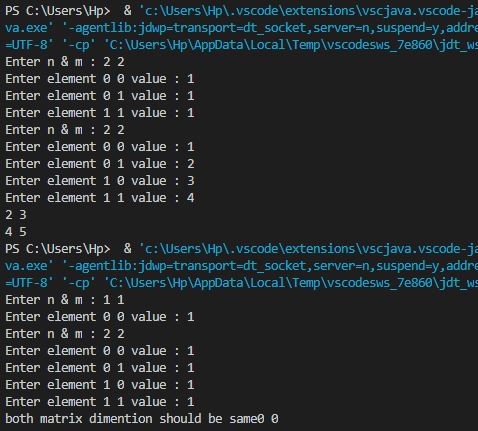 PS C:\Users\Hp>  & 'c:\Users\Hp\.vscode\extensions\vscjava.vscode-ja
va.exe' '-agentlib:jdwp=transport=dt_socket,server=n,suspend=y,addre
=UTF-8' '-cp' 'C:\Users\Hp\AppData\Local\Temp\vscodesws_7e860\jdt_ws
Enter n & m : 2 2
Enter element 0 0 value : 1
Enter element 0 1 value : 1
Enter element 1 1 value : 1
Enter n & m : 2 2
Enter element 0 0 value : 1
Enter element 0 1 value : 2
Enter element 1 0 value : 3
Enter element 1 1 value : 4
2 3
4 5
PS C:\Users\Hp>  & 'c:\Users\Hp\.vscode\extensions\vscjava.vscode-ja
va.exe' '-agentlib:jdwp=transport=dt_socket,server=n,suspend=y,addre
=UTF-8' '-cp' 'C:\Users\Hp\AppData\Local\Temp\vscodesws_7e860\jdt_ws
Enter n & m : 1 1
Enter element 0 0 value : 1
Enter n & m : 2 2
Enter element 0 0 value : 1
Enter element 0 1 value : 1
Enter element 1 0 value : 1
Enter element 1 1 value : 1
both matrix dimention should be same0 0